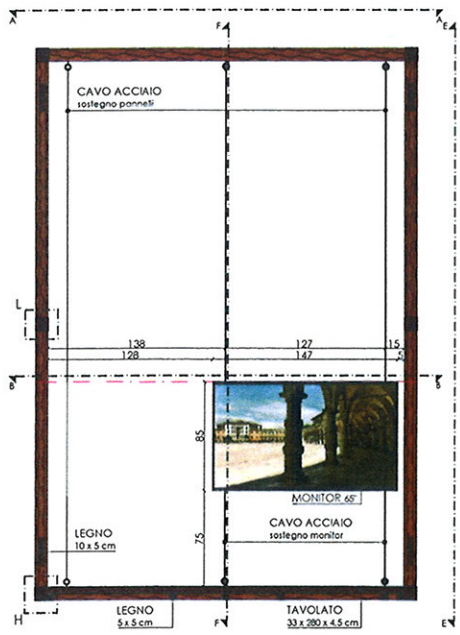 A
F
A
E
CAVO ACCIAIO
sostegno pannelli
L
138 127 15
128 147 5
B
B
85
MONITOR 65"
CAVO ACCIAIO
sostegno monitor
75
LEGNO
10 x 5 cm
H
LEGNO
5 x 5 cm
F
TAVOLATO
33 x 280 x 4,5 cm
E